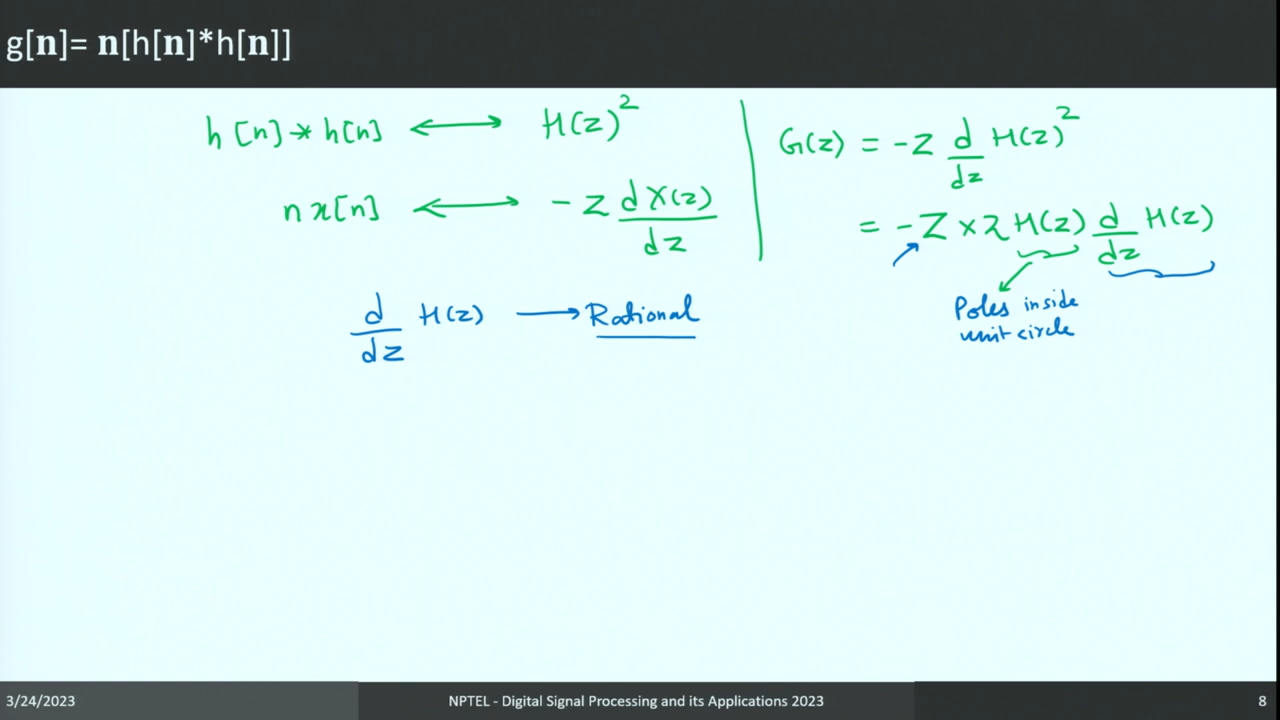 g[n]= n[h[n]*h[n]]
h[n] * h[n] ⟷ H(z)²
n x[n] ⟷ - z dX(z)/dz
G(z) = -z d/dz H(z)²
= -z × 2 H(z) d/dz H(z)
Poles inside
unit circle
d/dz H(z) ⟶ Rational
3/24/2023
NPTEL - Digital Signal Processing and its Applications 2023
8